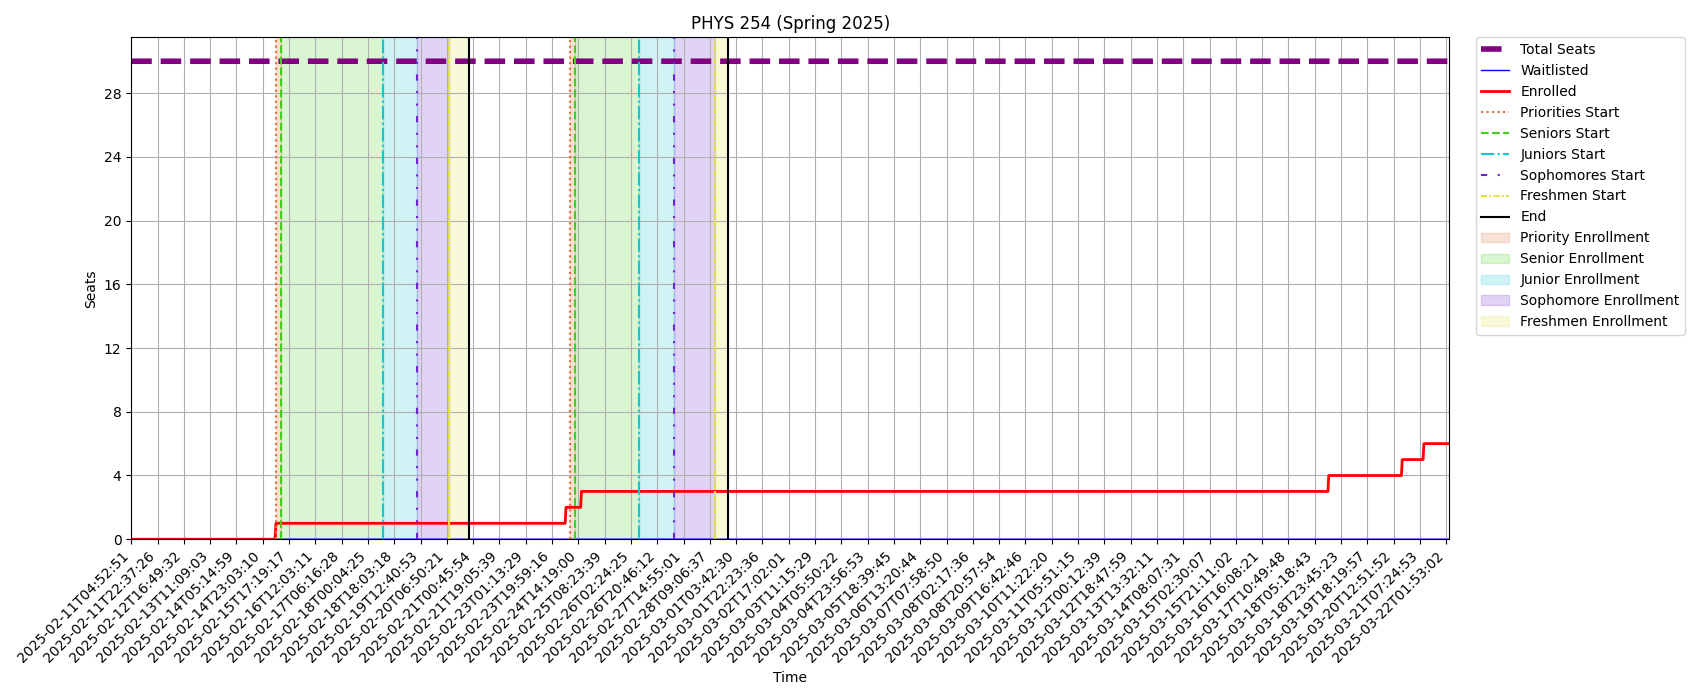 PHYS 254 (Spring 2025)
Total Seats
Waitlisted
Enrolled
Priorities Start
Seniors Start
Juniors Start
Sophomores Start
Freshmen Start
End
Priority Enrollment
Senior Enrollment
Junior Enrollment
Sophomore Enrollment
Freshmen Enrollment
Seats
28
24
20
16
12
8
4
0
2025-02-11T04:52:51
2025-02-11T22:37:26
2025-02-12T16:49:32
2025-02-13T11:09:03
2025-02-14T05:14:59
2025-02-14T23:03:10
2025-02-15T17:19:17
2025-02-16T12:03:11
2025-02-17T06:16:28
2025-02-18T00:04:25
2025-02-18T18:03:18
2025-02-19T12:40:53
2025-02-20T06:50:21
2025-02-21T00:45:54
2025-02-21T19:05:39
2025-02-23T01:13:29
2025-02-23T19:59:16
2025-02-24T14:19:00
2025-02-25T08:23:39
2025-02-26T02:24:25
2025-02-26T20:46:12
2025-02-27T14:55:01
2025-02-28T09:06:37
2025-03-01T03:42:30
2025-03-01T22:23:36
2025-03-02T17:02:01
2025-03-03T11:15:29
2025-03-04T05:50:22
2025-03-04T23:56:53
2025-03-05T18:39:45
2025-03-06T13:20:44
2025-03-07T07:58:50
2025-03-08T02:17:36
2025-03-08T20:57:54
2025-03-09T16:42:46
2025-03-10T11:22:20
2025-03-11T05:51:15
2025-03-12T00:12:39
2025-03-12T18:47:59
2025-03-13T13:32:11
2025-03-14T08:07:31
2025-03-15T02:30:07
2025-03-15T21:11:02
2025-03-16T16:08:21
2025-03-17T10:49:48
2025-03-18T05:18:43
2025-03-18T23:45:23
2025-03-19T18:19:57
2025-03-20T12:51:52
2025-03-21T07:24:53
2025-03-22T01:53:02
Time